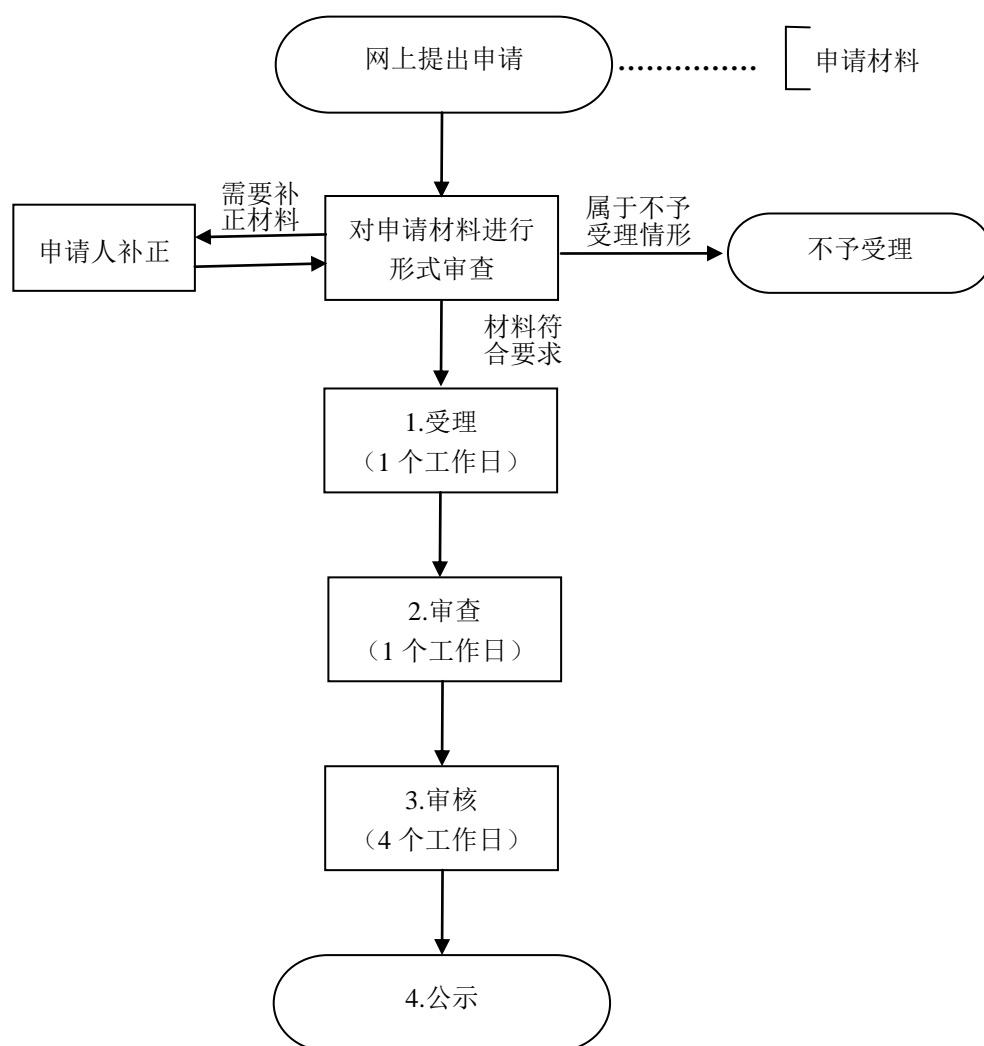 网上提出申请
申请材料
需要补
正材料
申请人补正
对申请材料进行
形式审查
属于不予
受理情形
不予受理
材料符
合要求
1.受理
（1 个工作日）
2.审查
（1 个工作日）
3.审核
（4 个工作日）
4.公示